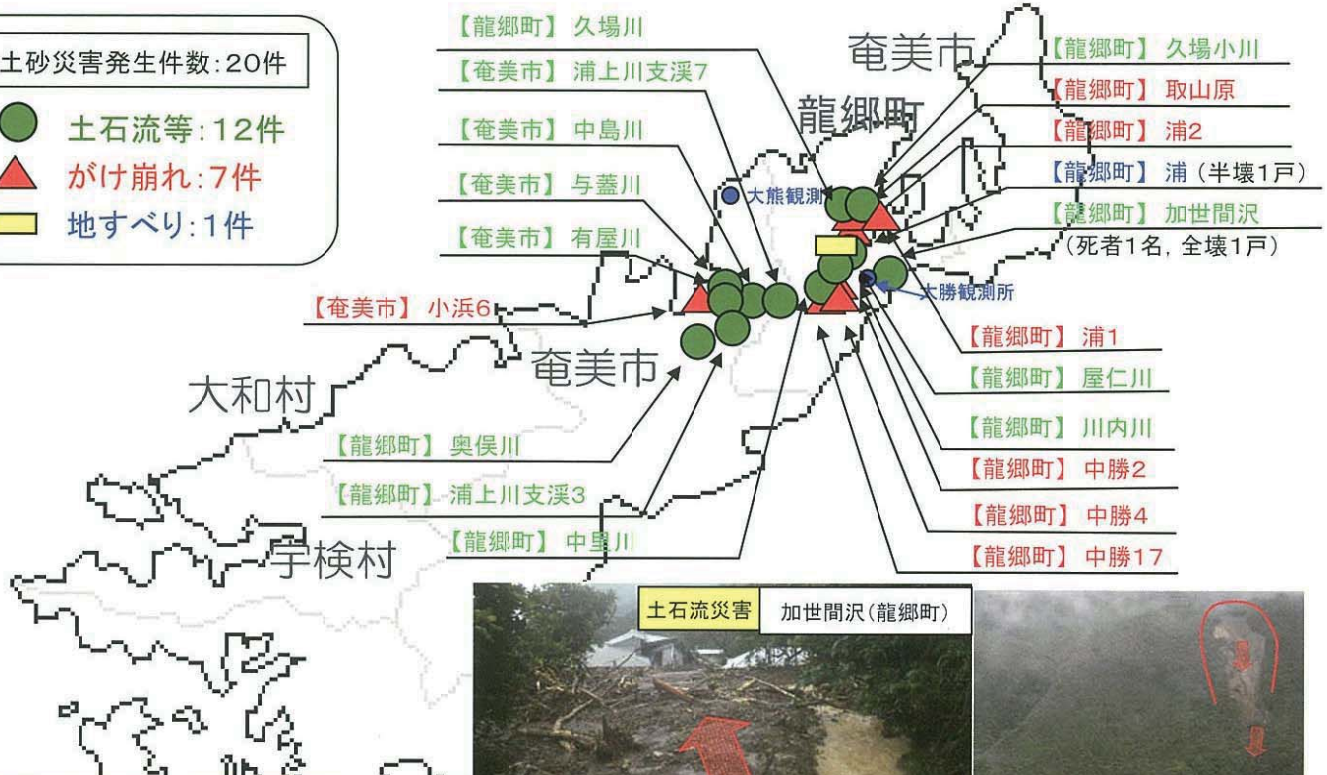 土砂災害発生件数:20件
土石流等:12件
がけ崩れ:7件
地すべり:1件
【龍郷町】 久場川
【奄美市】 浦上川支渓7
【奄美市】 中島川
【奄美市】 与蓋川
【奄美市】 有屋川
【奄美市】 小浜6
奄美市
龍郷町
大熊観測
大勝観測所
【龍郷町】 久場小川
【龍郷町】 取山原
【龍郷町】 浦2
【龍郷町】 浦 (半壊1戸)
【龍郷町】 加世間沢
(死者1名, 全壊1戸)
【龍郷町】 浦1
【龍郷町】 屋仁川
【龍郷町】 川内川
【龍郷町】 中勝2
【龍郷町】 中勝4
【龍郷町】 中勝17
奄美市
大和村
宇検村
【龍郷町】 奥俣川
【龍郷町】 浦上川支渓3
【龍郷町】 中里川
土石流災害 加世間沢(龍郷町)